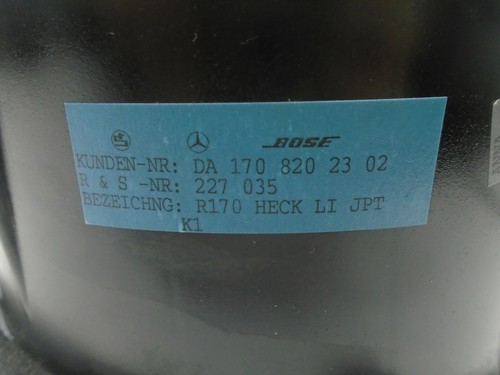 BOSE
KUNDEN-NR: DA 170 820 23 02
R & S -NR: 227 035
BEZEICHNG: R170 HECK LI JPT
K1